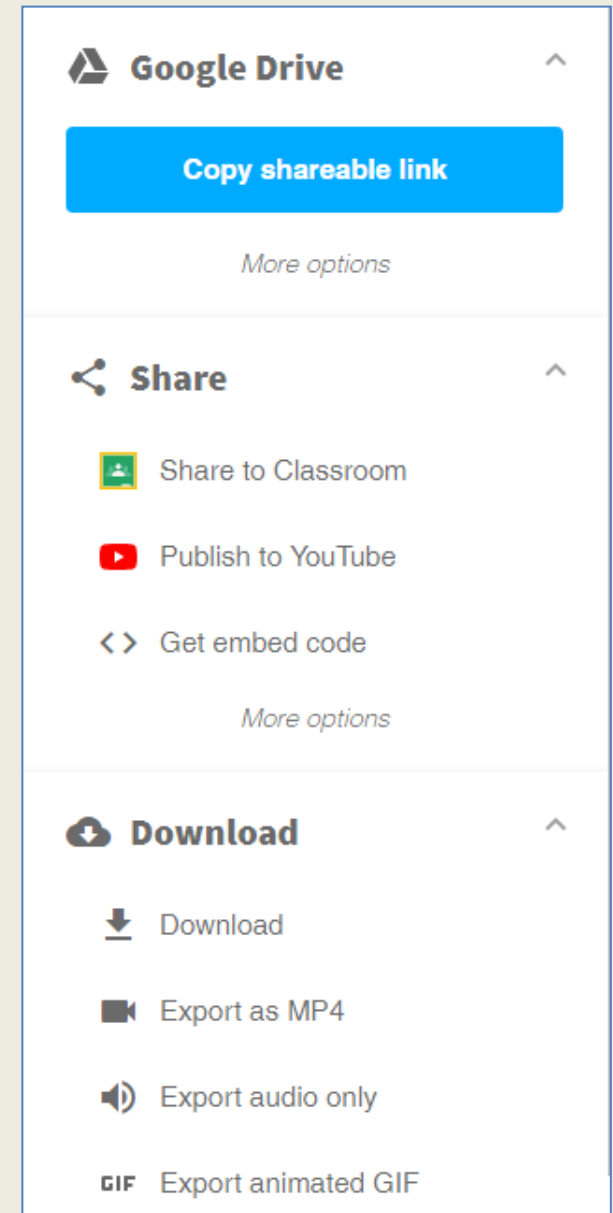 Google Drive
Copy shareable link
More options
Share
Share to Classroom
Publish to YouTube
Get embed code
More options
Download
Download
Export as MP4
Export audio only
GIF Export animated GIF